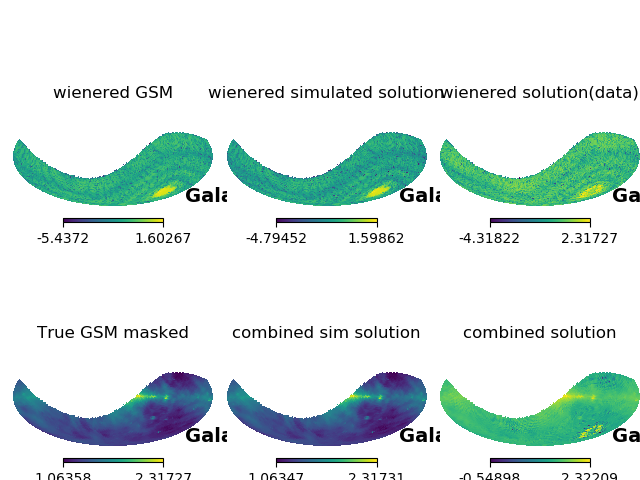 wienered GSM
wienered simulated solution
wienered solution(data)
Gala
Gala
Ga
-5.4372 1.60267
-4.79452 1.59862
-4.31822 2.31727
True GSM masked
combined sim solution
combined solution
Gala
Gala
Ga
1.06358 2.31727
1.06347 2.31731
-0.54898 2.32209